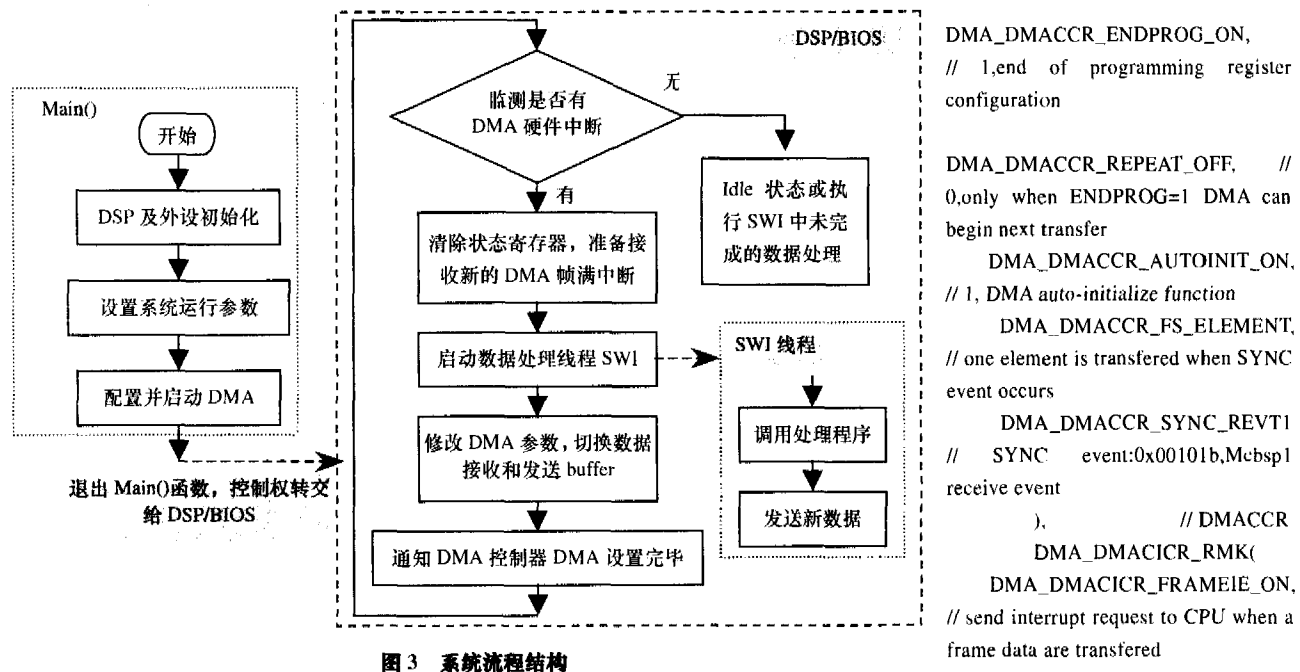 Main()
开始
DSP 及外设初始化
设置系统运行参数
配置并启动 DMA
退出 Main()函数，控制权转交
给 DSP/BIOS
DSP/BIOS
监测是否有
DMA 硬件中断
无
有
Idle 状态或执
行 SWI 中未完
成的数据处理
清除状态寄存器，准备接
收新的 DMA 帧满中断
启动数据处理线程 SWI
修改 DMA 参数，切换数据
接收和发送 buffer
通知 DMA 控制器 DMA 设置完毕
SWI 线程
调用处理程序
发送新数据
图 3 系统流程结构
DMA_DMACCR_ENDPROG_ON,
// 1,end of programming register
configuration
DMA_DMACCR_REPEAT_OFF, //
0,only when ENDPROG=1 DMA can
begin next transfer
DMA_DMACCR_AUTOINIT_ON,
// 1, DMA auto-initialize function
DMA_DMACCR_FS_ELEMENT,
// one element is transfered when SYNC
event occurs
DMA_DMACCR_SYNC_REVT1
// SYNC event:0x00101b,Mcbsp1
receive event
), // DMACCR
DMA_DMACICR_RMK(
DMA_DMACICR_FRAMEIE_ON,
// send interrupt request to CPU when a
frame data are transfered